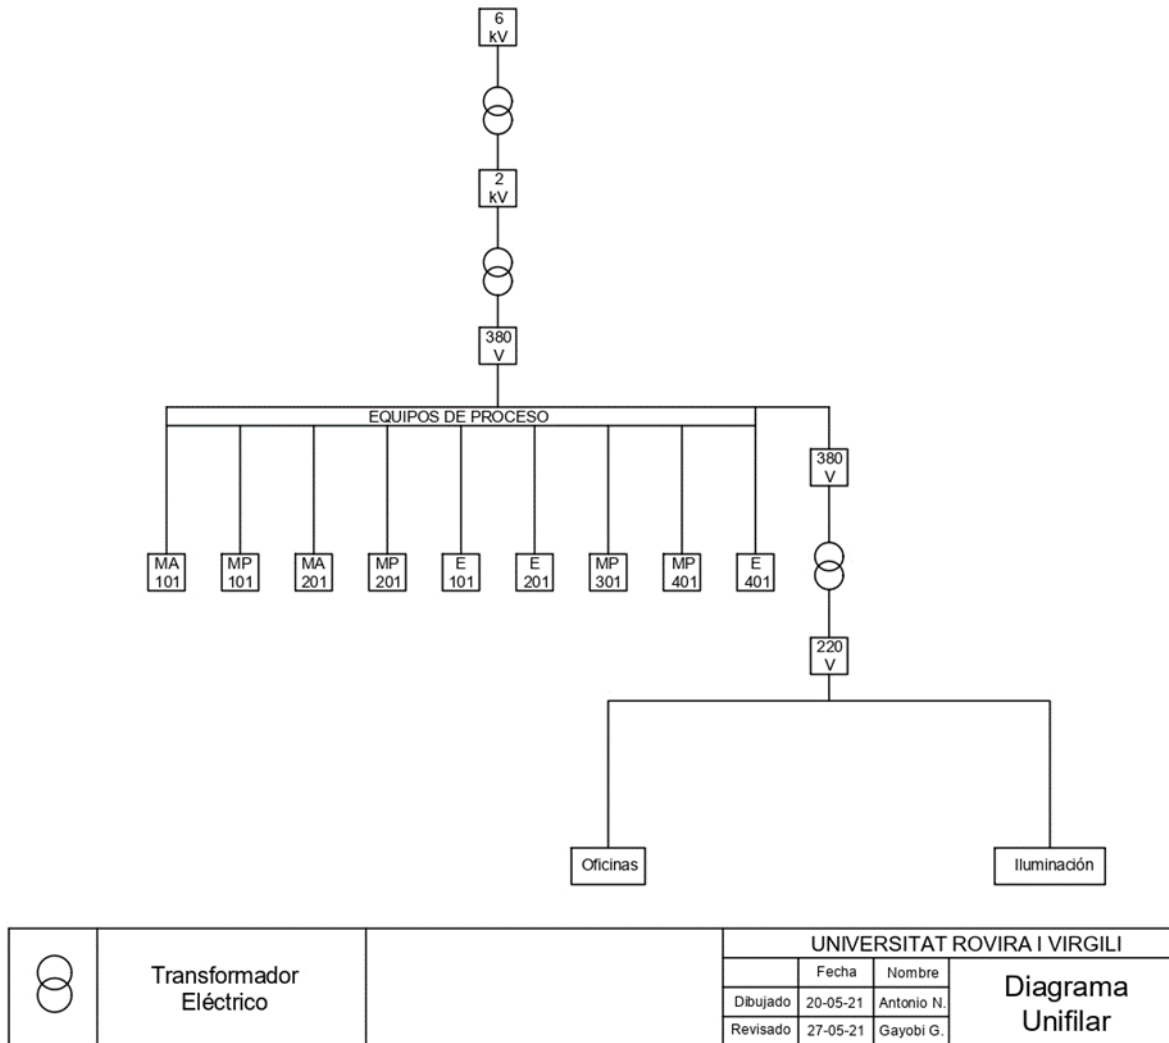 6
kV
2
kV
380
V
EQUIPOS DE PROCESO
380
V
MA
101
MP
101
MA
201
MP
201
E
101
E
201
MP
301
MP
401
E
401
220
V
Oficinas
Iluminación
Transformador
Eléctrico
UNIVERSITAT ROVIRA I VIRGILI
Fecha Nombre
Dibujado 20-05-21 Antonio N.
Revisado 27-05-21 Gayobi G.
Diagrama
Unifilar